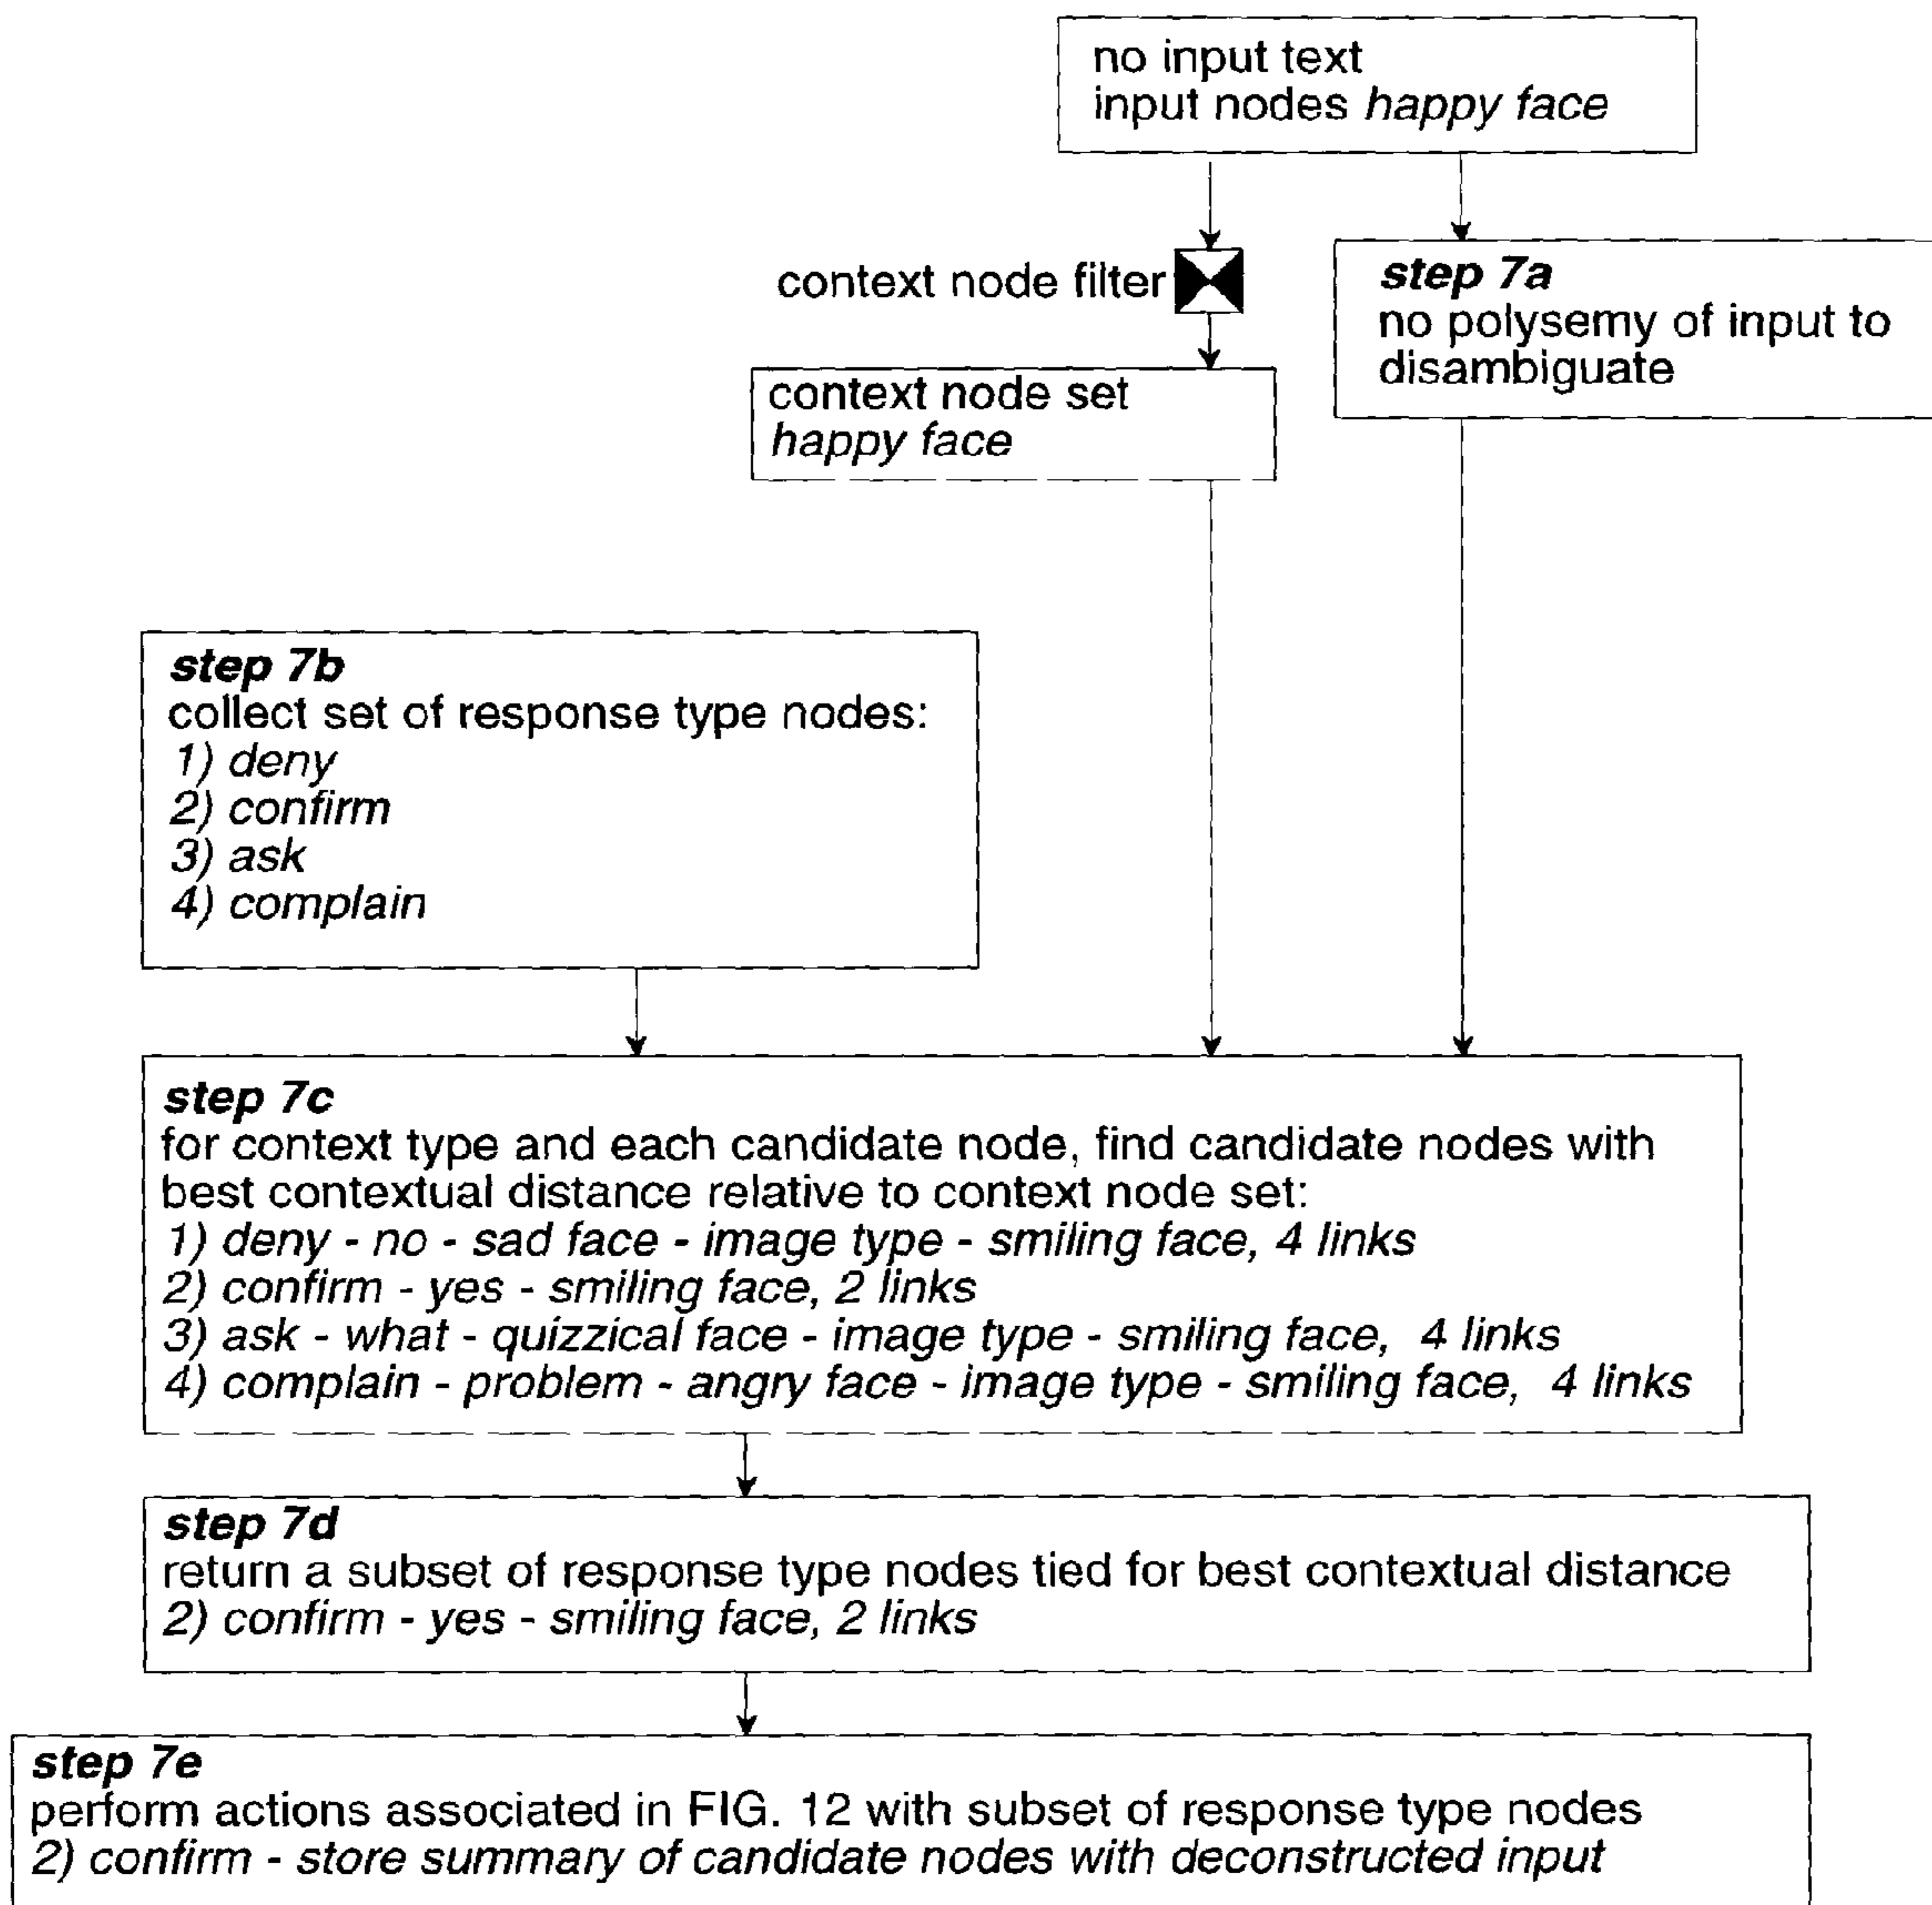 no input text
input nodes happy face
context node filter
step 7a
no polysemy of input to
disambiguate
context node set
happy face
step 7b
collect set of response type nodes:
1) deny
2) confirm
3) ask
4) complain
step 7c
for context type and each candidate node, find candidate nodes with
best contextual distance relative to context node set:
1) deny - no - sad face - image type - smiling face, 4 links
2) confirm - yes - smiling face, 2 links
3) ask - what - quizzical face - image type - smiling face, 4 links
4) complain - problem - angry face - image type - smiling face, 4 links
step 7d
return a subset of response type nodes tied for best contextual distance
2) confirm - yes - smiling face, 2 links
step 7e
perform actions associated in FIG. 12 with subset of response type nodes
2) confirm - store summary of candidate nodes with deconstructed input